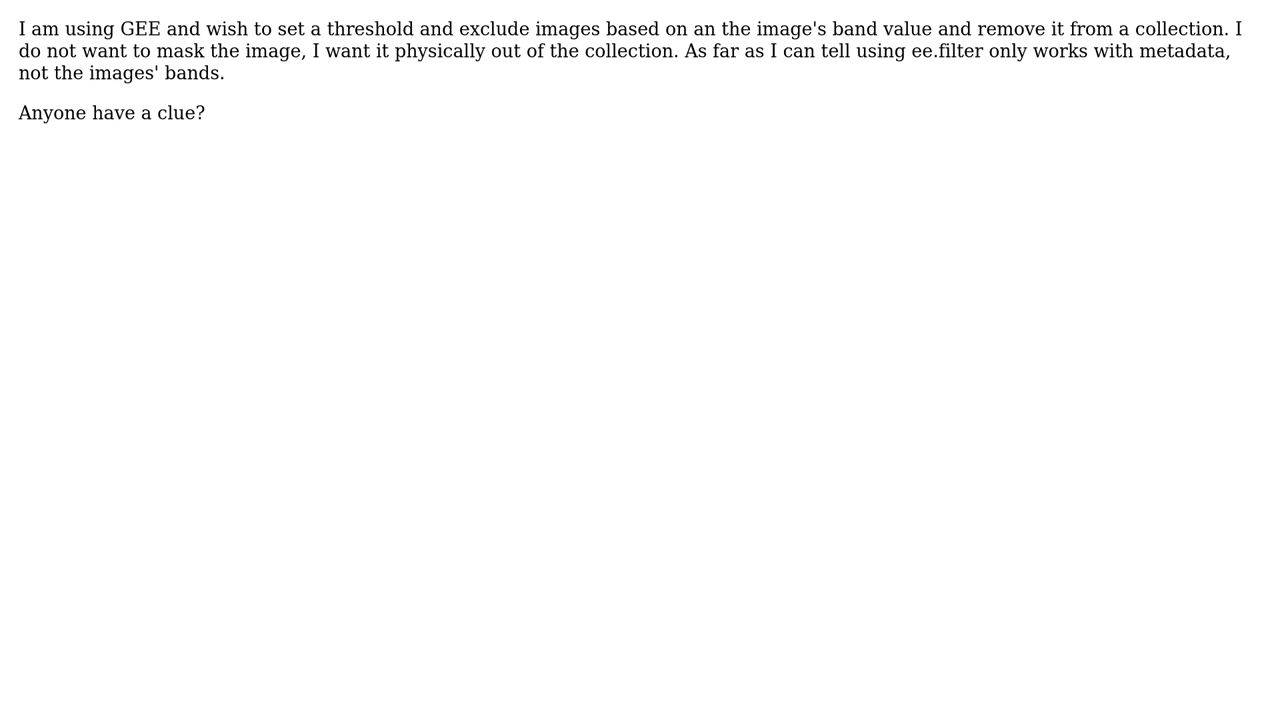 I am using GEE and wish to set a threshold and exclude images based on an the image's band value and remove it from a collection. I
do not want to mask the image, I want it physically out of the collection. As far as I can tell using ee.filter only works with metadata,
not the images' bands.
Anyone have a clue?